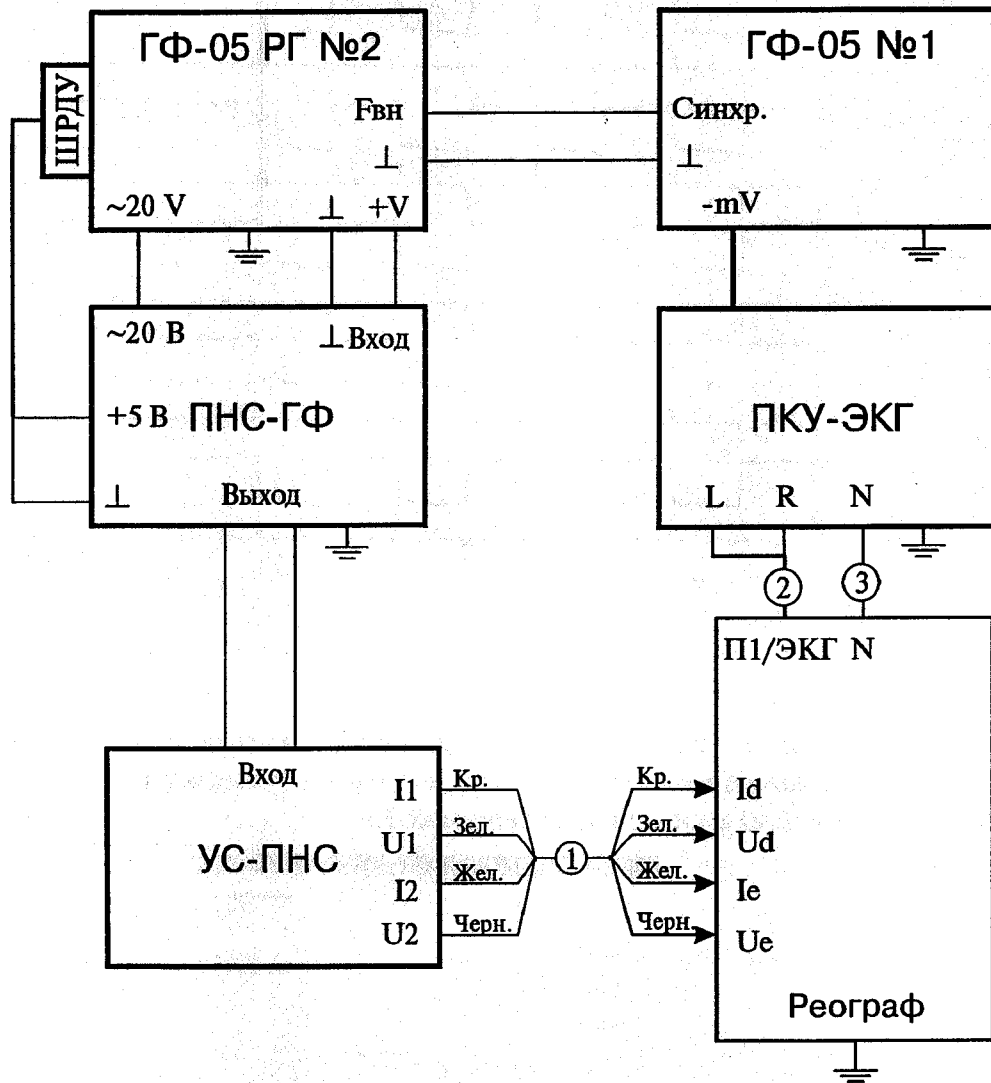 ГФ-05 РГ №2
ШРДУ
Fвн
⊥
~20 V
⊥
+V
ГФ-05 №1
Синхр.
⊥
-mV
~20 В
⊥ Вход
+5 В
ПНС-ГФ
⊥
Выход
ПКУ-ЭКГ
L R N
2
3
П1/ЭКГ N
Вход
УС-ПНС
I1
U1
I2
U2
Кр.
Зел.
Жел.
Черн.
1
Кр.
Зел.
Жел.
Черн.
Id
Ud
Ie
Ue
Реограф